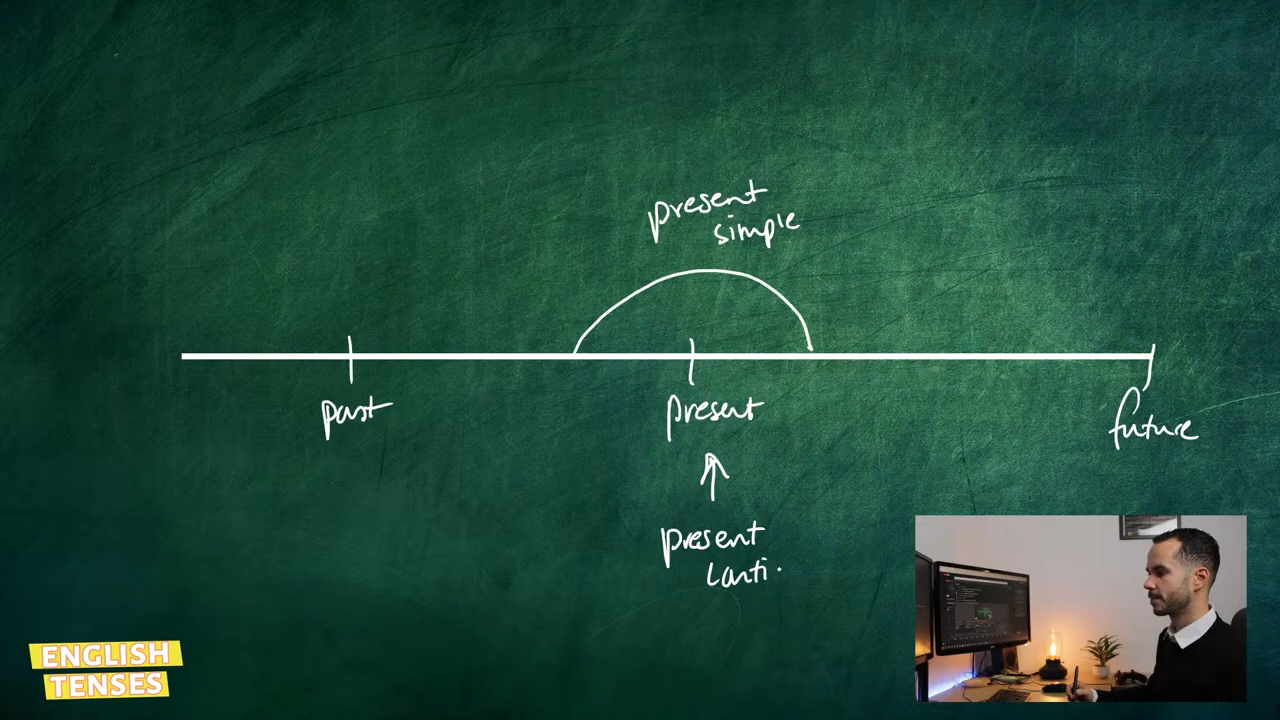 present
simple
past
present
future
present
conti.
ENGLISH
TENSES